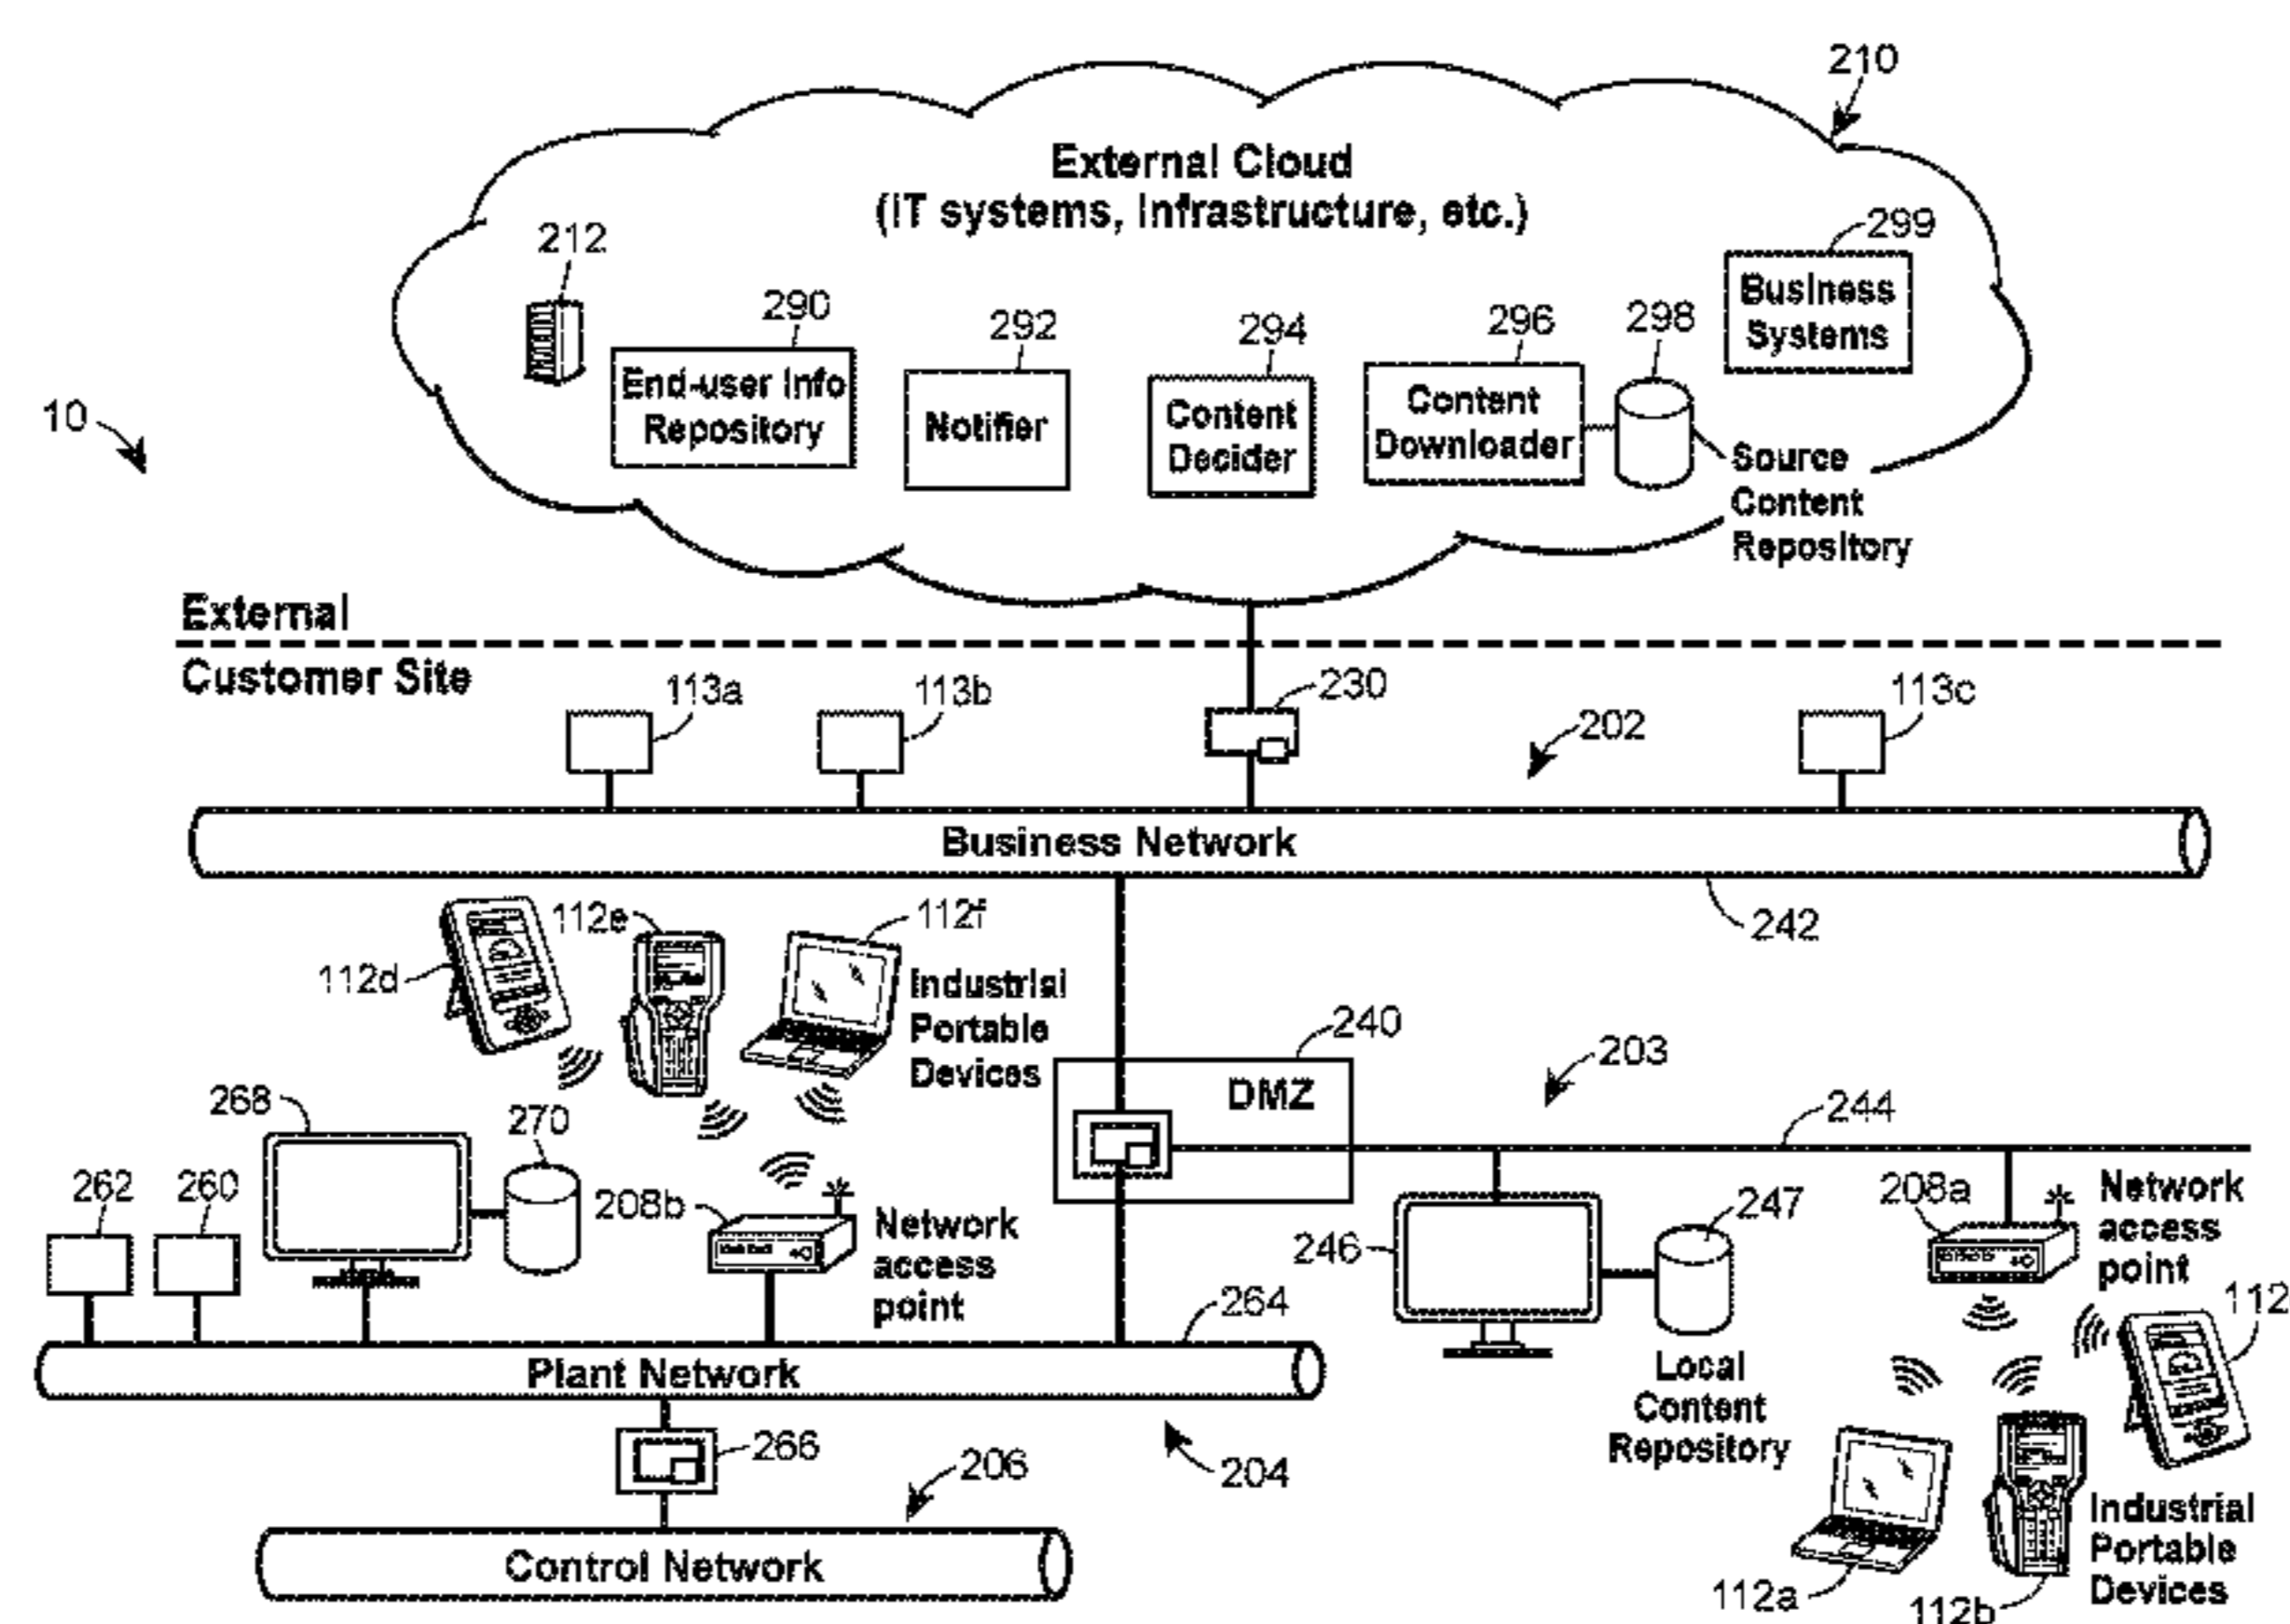 210
External Cloud
(IT systems, Infrastructure, etc.)
212
290
292
294
296
298
299
Business
Systems
End-user Info
Repository
Notifier
Content
Decider
Content
Downloader
Source
Content
Repository
10
External
Customer Site
113a
113b
230
202
113c
Business Network
242
112d
112e
112f
Industrial
Portable
Devices
240
DMZ
203
244
268
270
262
260
208b
Network
access
point
246
247
208a
Network
access
point
112
264
Plant Network
Local
Content
Repository
266
206
204
Control Network
112a
112b
Industrial
Portable
Devices